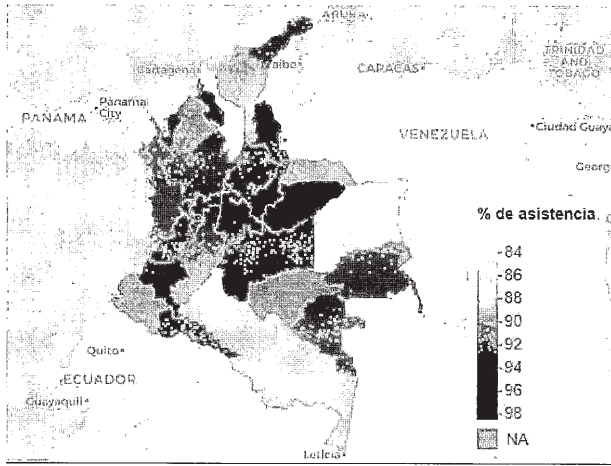 ARUBA
Cartagena
CARACAS
TRINIDAD
AND
TOBAGO
Panama
City
PANAMA
VENEZUELA
Ciudad Guaya
Georg
% de asistencia
84
86
88
90
92
94
96
98
NA
Quito
ECUADOR
Guayaquil
Leticia